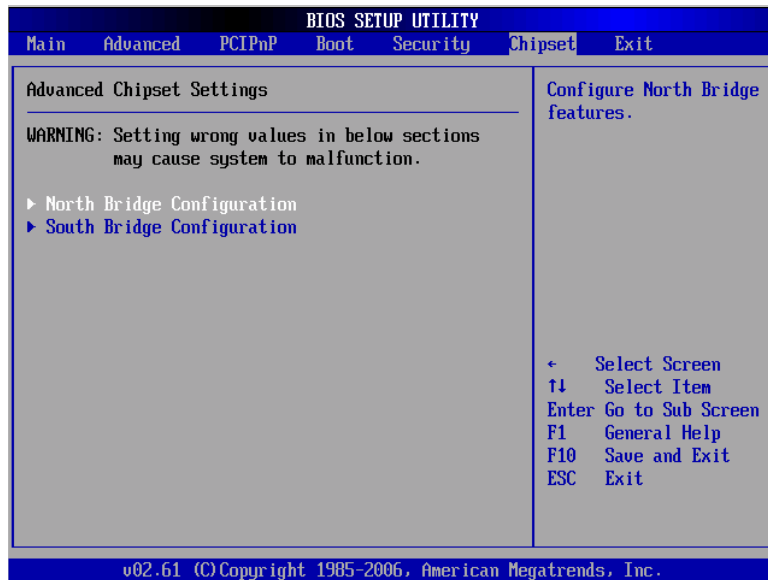 BIOS SETUP UTILITY
Main Advanced PCIPnP Boot Security Chipset Exit
Advanced Chipset Settings
WARNING: Setting wrong values in below sections
may cause system to malfunction.
▶ North Bridge Configuration
▶ South Bridge Configuration
Configure North Bridge
features.
← Select Screen
↑↓ Select Item
Enter Go to Sub Screen
F1 General Help
F10 Save and Exit
ESC Exit
v02.61 (C)Copyright 1985-2006, American Megatrends, Inc.